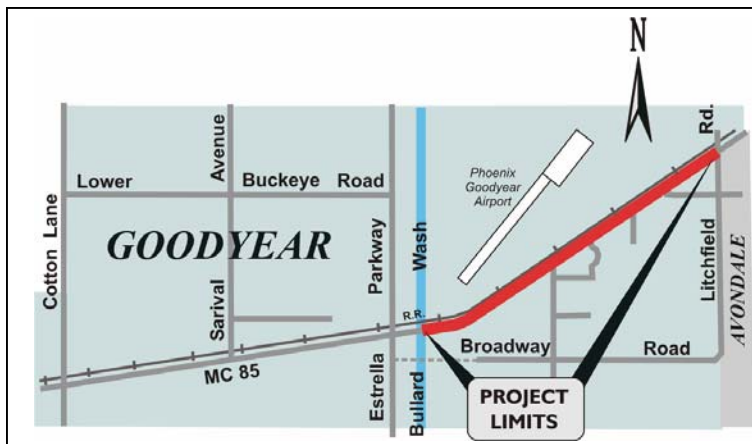 N
Rd.
Avenue
Phoenix
Goodyear
Airport
Lower
Buckeye
Road
Cotton Lane
GOODYEAR
Parkway
Wash
Litchfield
AVONDALE
Sarival
R.R.
Broadway
Road
MC 85
Estrella
Bullard
PROJECT
LIMITS